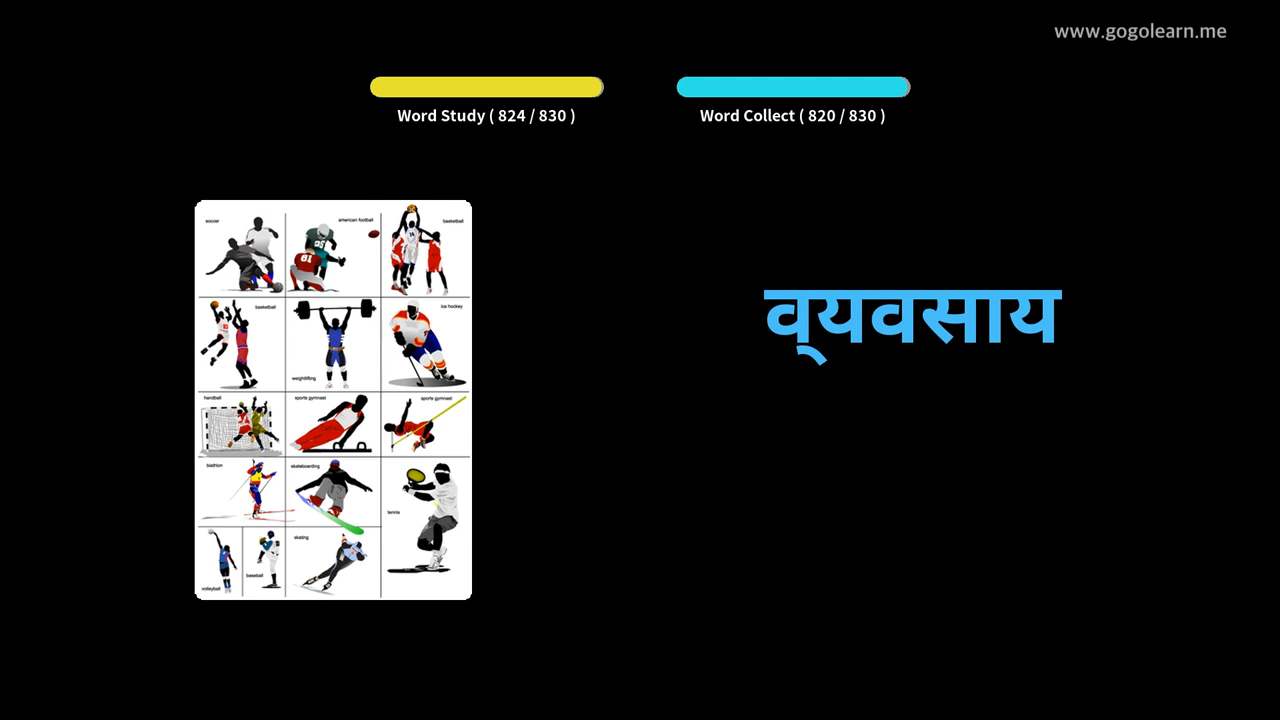 www.gogolearn.me
Word Study ( 824 / 830 )
Word Collect ( 820 / 830 )
soccer
american football
basketball
basketball
weightlifting
ice hockey
handball
sports gymnast
sports gymnast
biathlon
skateboarding
tennis
volleyball
baseball
skating
व्‌यवसाय